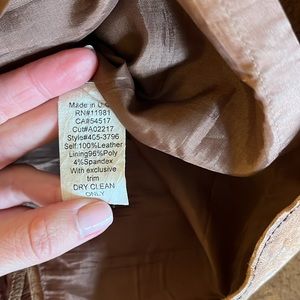 Made in U.S.
RN#11981
CA#54517
Cut#A02217
Style#405-3796
Self:100%Leather
Lining96%Poly
4%Spandex
With exclusive
trim
DRY CLEAN
ONLY